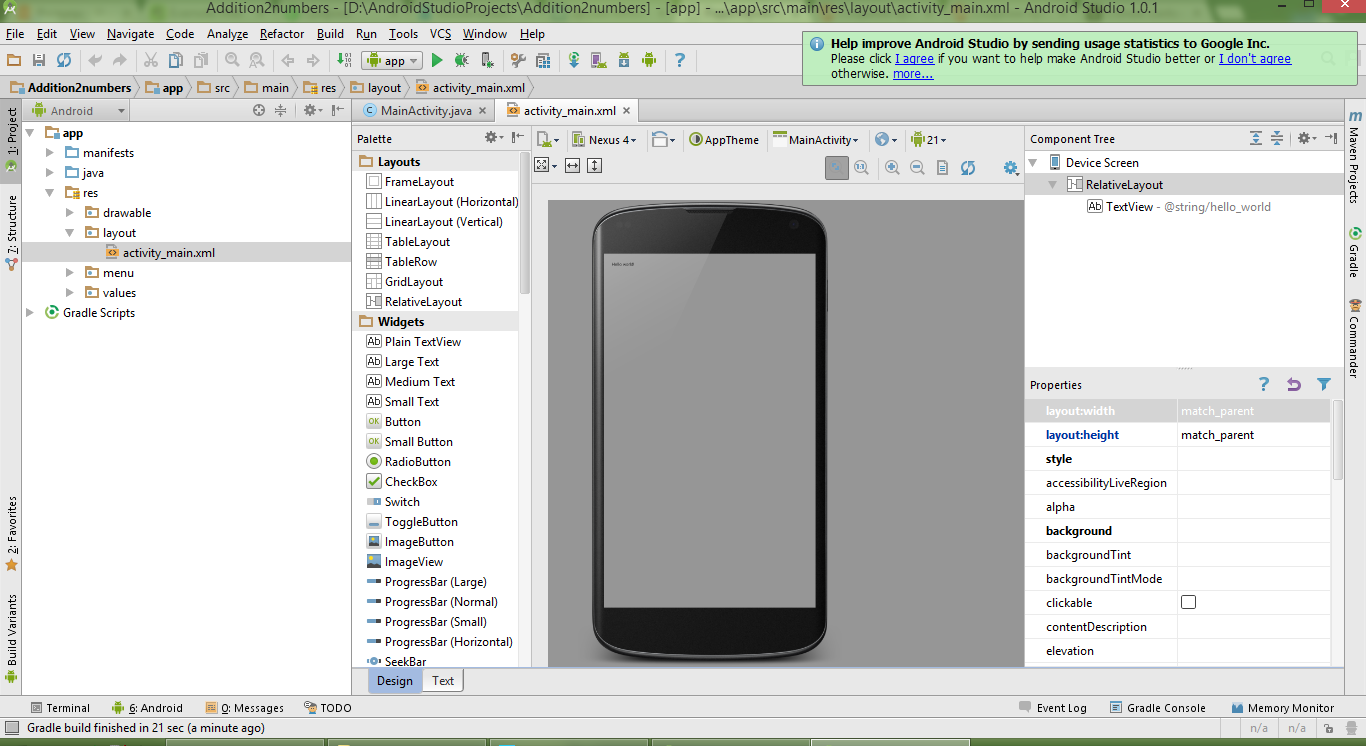 Addition2numbers - [D:\AndroidStudioProjects\Addition2numbers] - [app] - ...\app\src\main\res\layout\activity_main.xml - Android Studio 1.0.1
File Edit View Navigate Code Analyze Refactor Build Run Tools VCS Window Help
Help improve Android Studio by sending usage statistics to Google Inc.
Please click I agree if you want to help make Android Studio better or I don't agree
otherwise. more...
app
Addition2numbers app src main res layout activity_main.xml
1: Project
7: Structure
2: Favorites
Build Variants
Android
app
manifests
java
res
drawable
layout
activity_main.xml
menu
values
Gradle Scripts
MainActivity.java activity_main.xml
Palette
Layouts
FrameLayout
LinearLayout (Horizontal)
LinearLayout (Vertical)
TableLayout
TableRow
GridLayout
RelativeLayout
Widgets
Plain TextView
Large Text
Medium Text
Small Text
Button
Small Button
RadioButton
CheckBox
Switch
ToggleButton
ImageButton
ImageView
ProgressBar (Large)
ProgressBar (Normal)
ProgressBar (Small)
ProgressBar (Horizontal)
SeekBar
Nexus 4 AppTheme MainActivity 21
Hello world!
Design Text
Component Tree
Device Screen
RelativeLayout
Ab TextView - @string/hello_world
Properties
layout:width match_parent
layout:height match_parent
style
accessibilityLiveRegion
alpha
background
backgroundTint
backgroundTintMode
clickable
contentDescription
elevation
Maven Projects
Gradle
Commander
Terminal 6: Android 0: Messages TODO Event Log Gradle Console Memory Monitor
Gradle build finished in 21 sec (a minute ago) n/a n/a